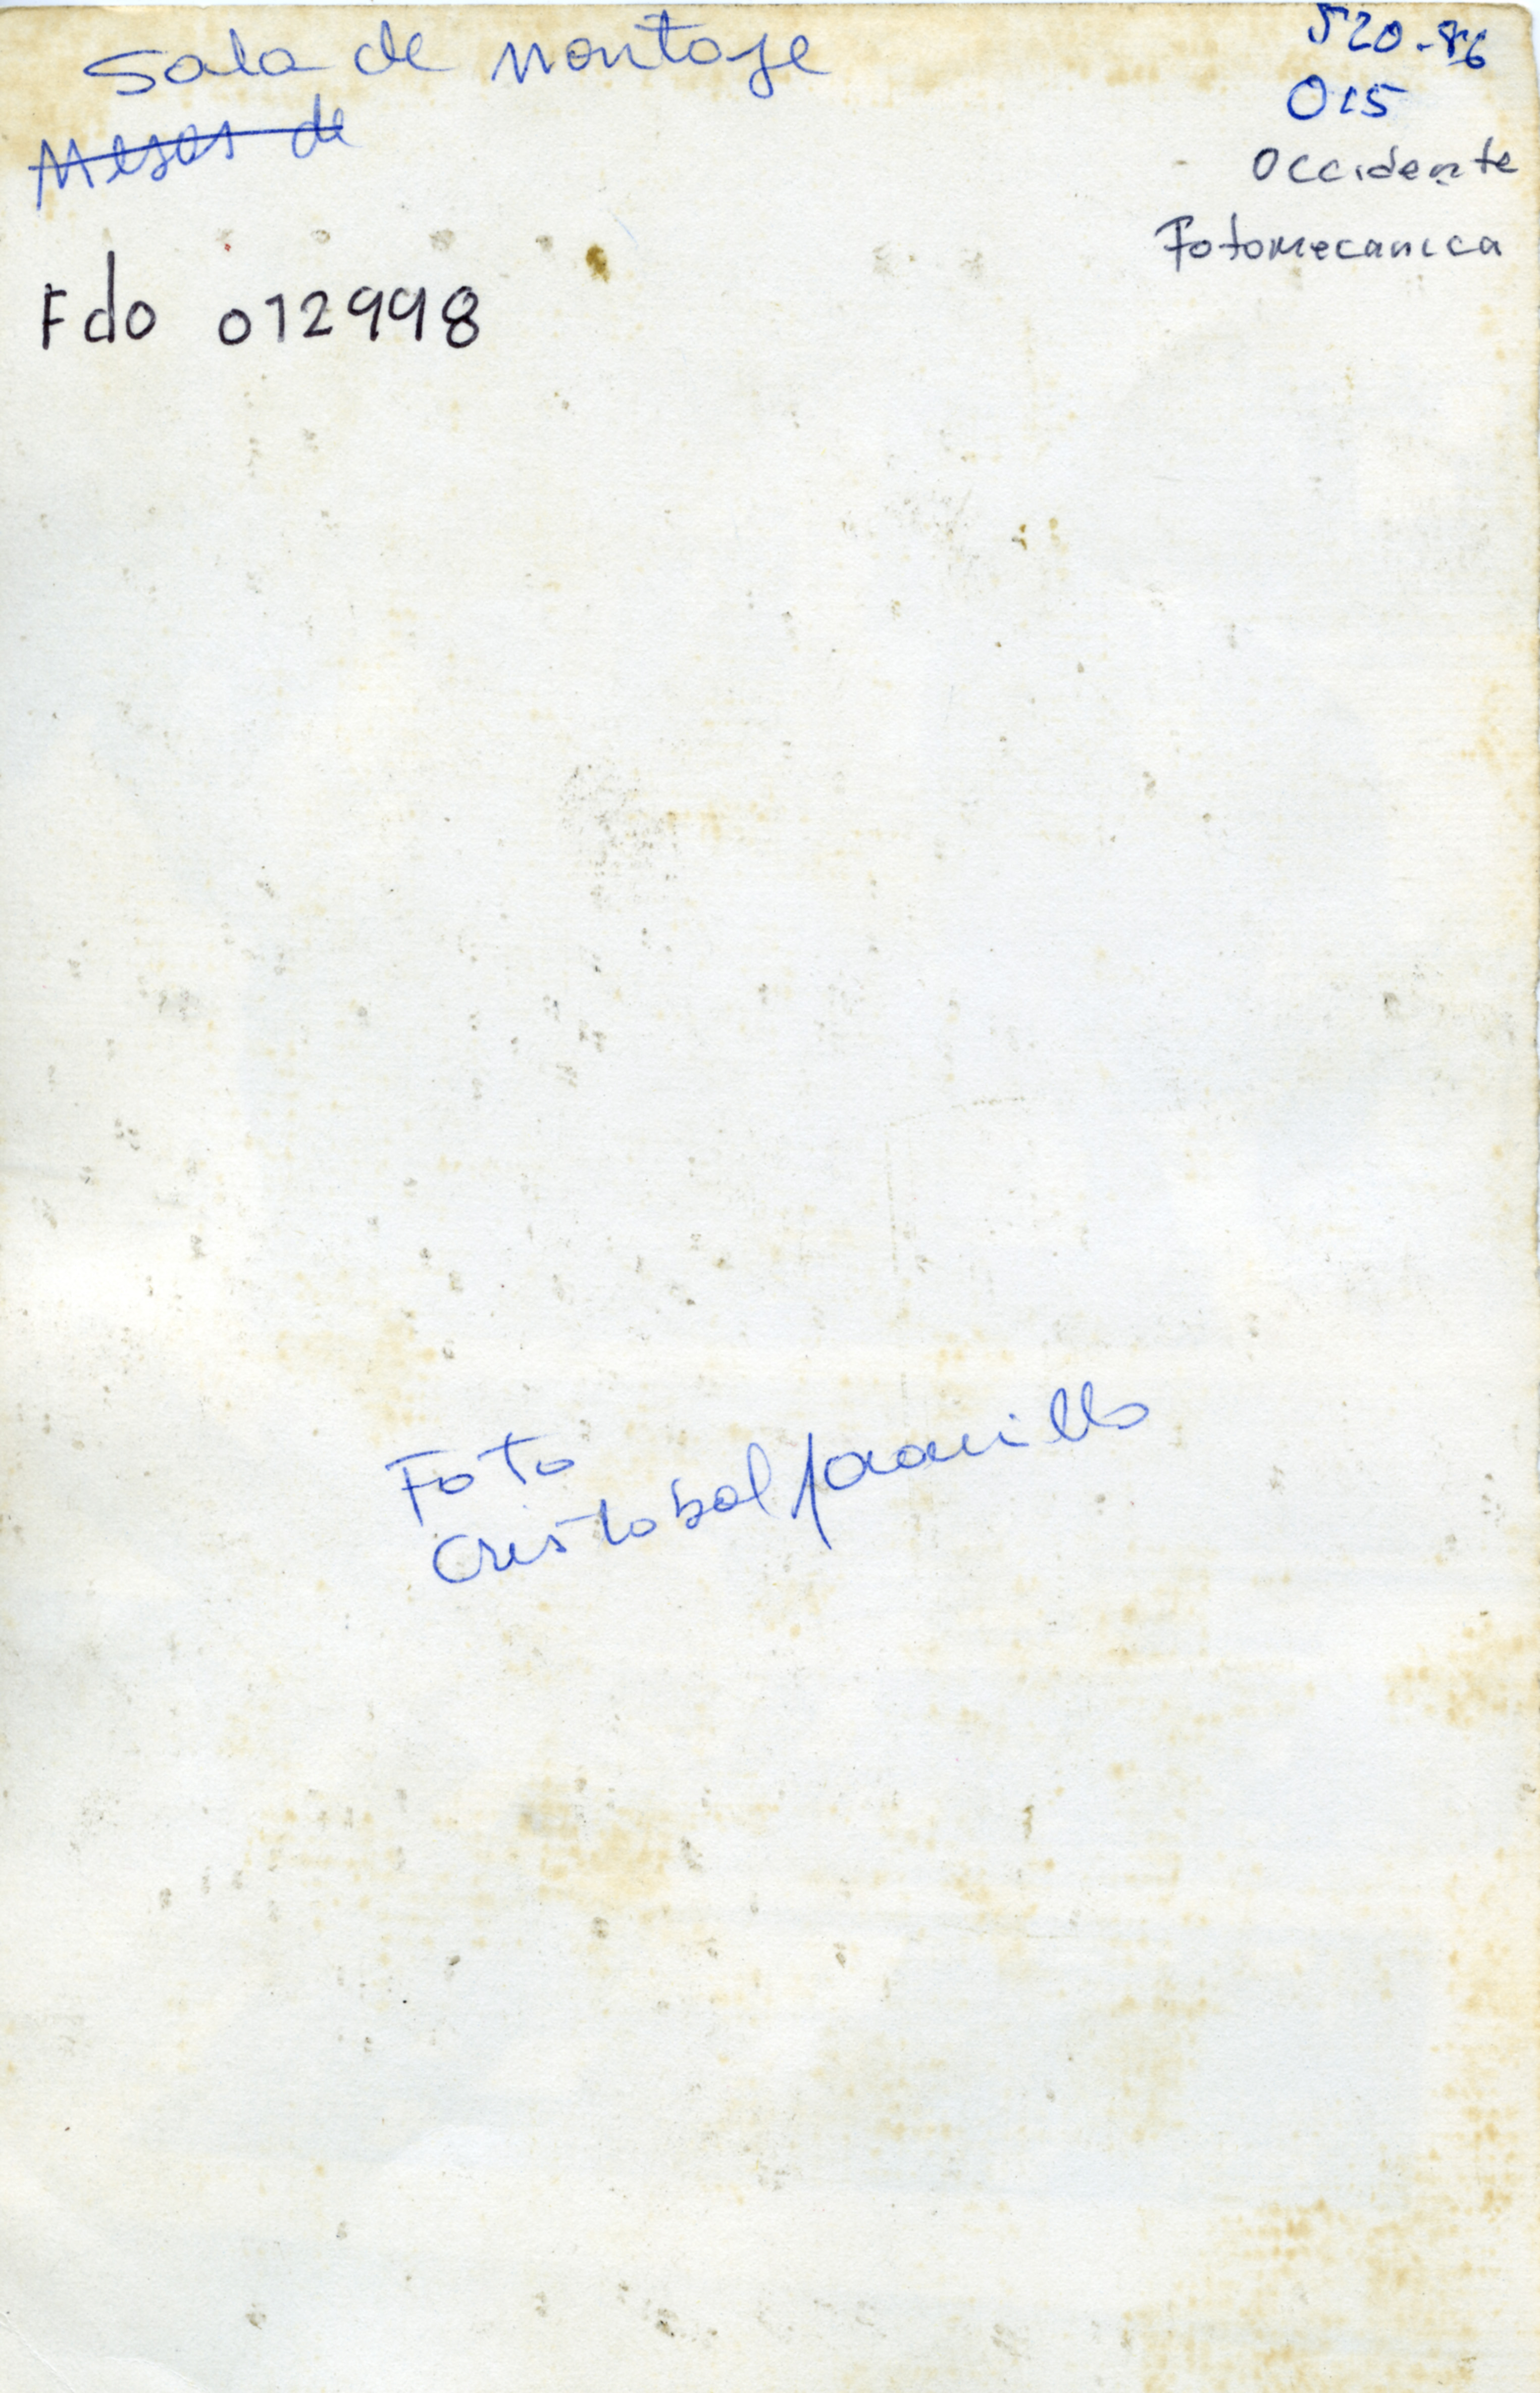 Sala de montaje
Mesas de
Fdo 012998
520-86
015
Occidente
Fotomecanica
Foto
Cristobal Jaramillo